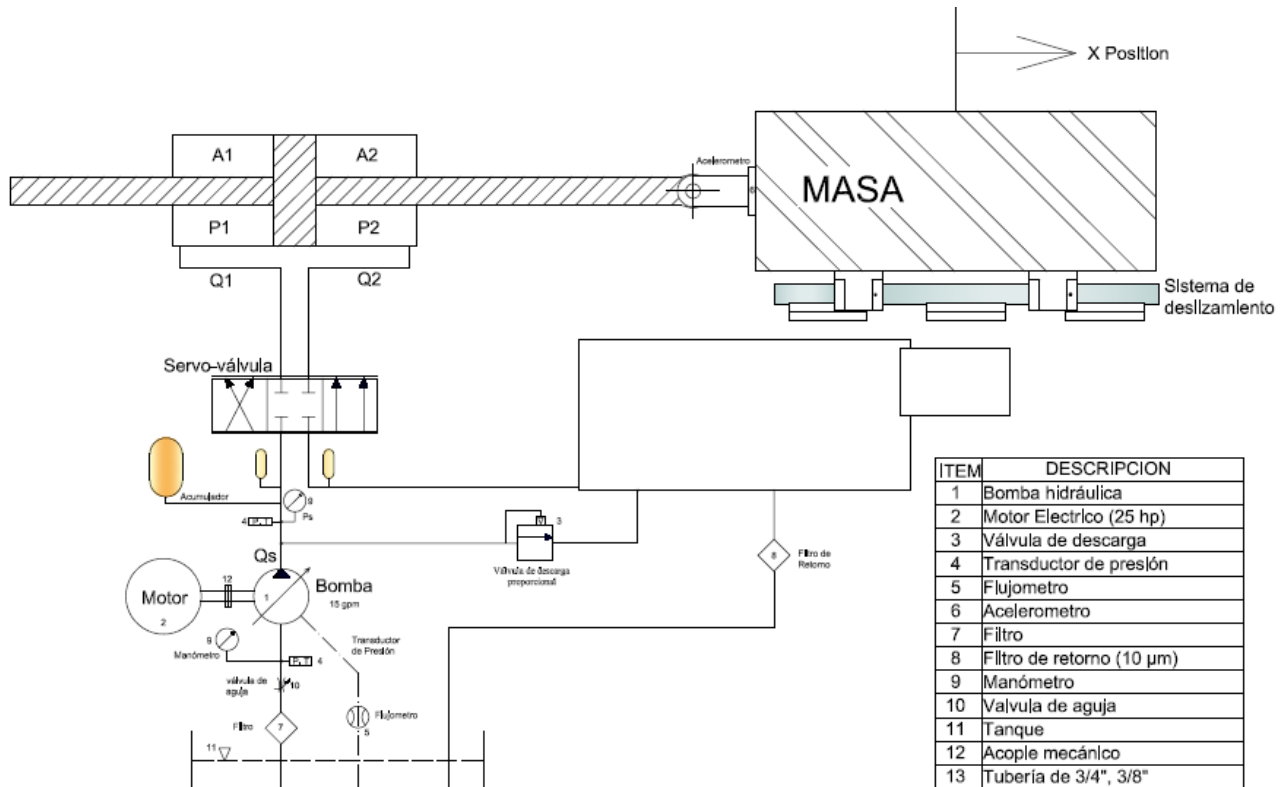 X Position
A1
A2
Acelerometro
6
MASA
P1
P2
Q1
Q2
Sistema de
deslizamiento
Servo-válvula
Acumulador
9
Ps
4
P. T
3
Qs
Válvula de descarga
proporcional
8
Filtro de
Retorno
12
Motor
2
1
Bomba
15 gpm
9
Manómetro
P. T
4
Transductor
de Presión
válvula de
aguja
10
Filtro
7
Flujometro
5
11
ITEM DESCRIPCION
1 Bomba hidráulica
2 Motor Electrico (25 hp)
3 Válvula de descarga
4 Transductor de presión
5 Flujometro
6 Acelerometro
7 Filtro
8 Filtro de retorno (10 µm)
9 Manómetro
10 Valvula de aguja
11 Tanque
12 Acople mecánico
13 Tubería de 3/4", 3/8"